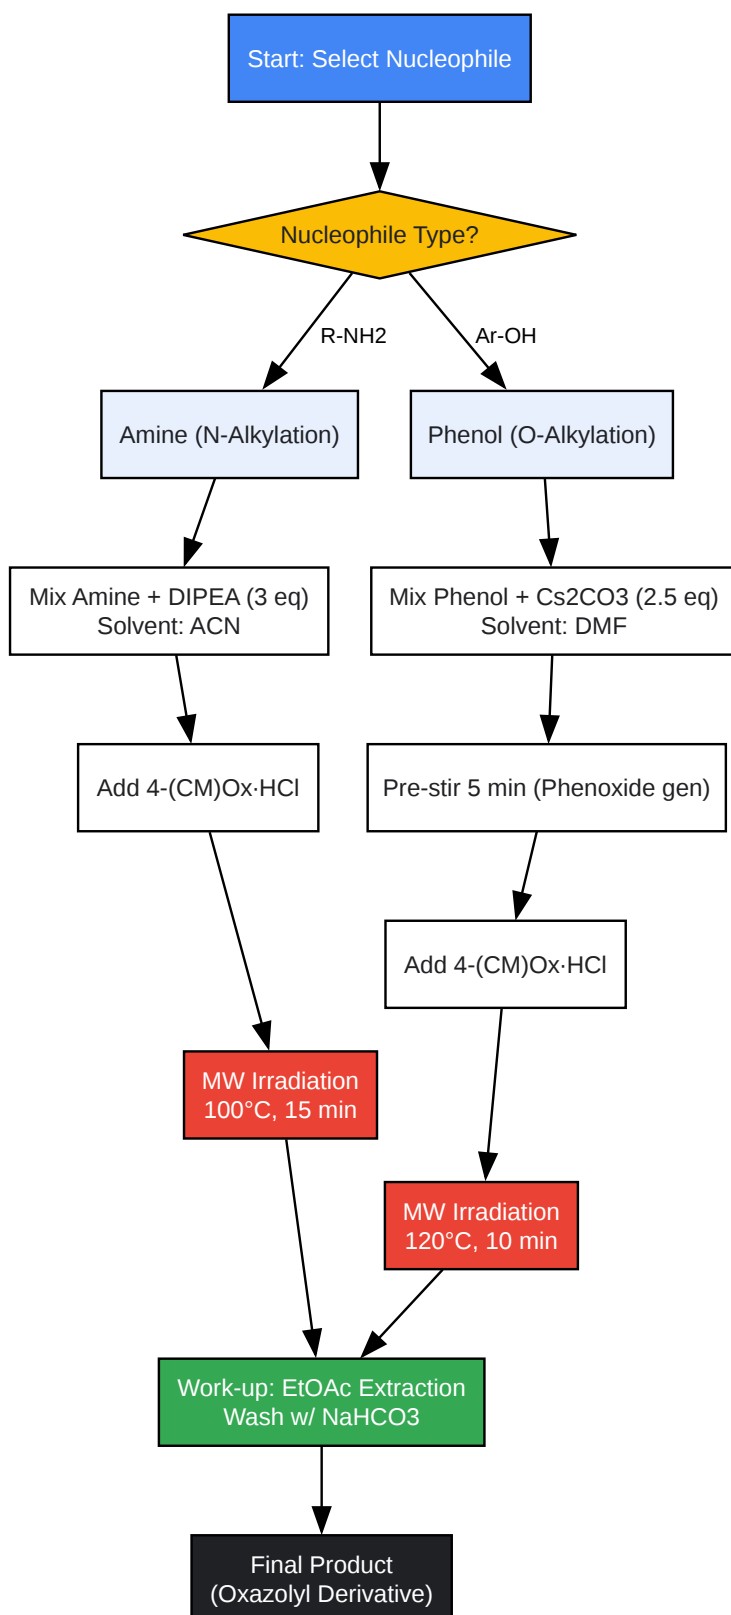 Start: Select Nucleophile
Nucleophile Type?
R-NH2
Ar-OH
Amine (N-Alkylation)
Phenol (O-Alkylation)
Mix Amine + DIPEA (3 eq)
Solvent: ACN
Mix Phenol + Cs2CO3 (2.5 eq)
Solvent: DMF
Add 4-(CM)Ox·HCl
Pre-stir 5 min (Phenoxide gen)
Add 4-(CM)Ox·HCl
MW Irradiation
100°C, 15 min
MW Irradiation
120°C, 10 min
Work-up: EtOAc Extraction
Wash w/ NaHCO3
Final Product
(Oxazolyl Derivative)